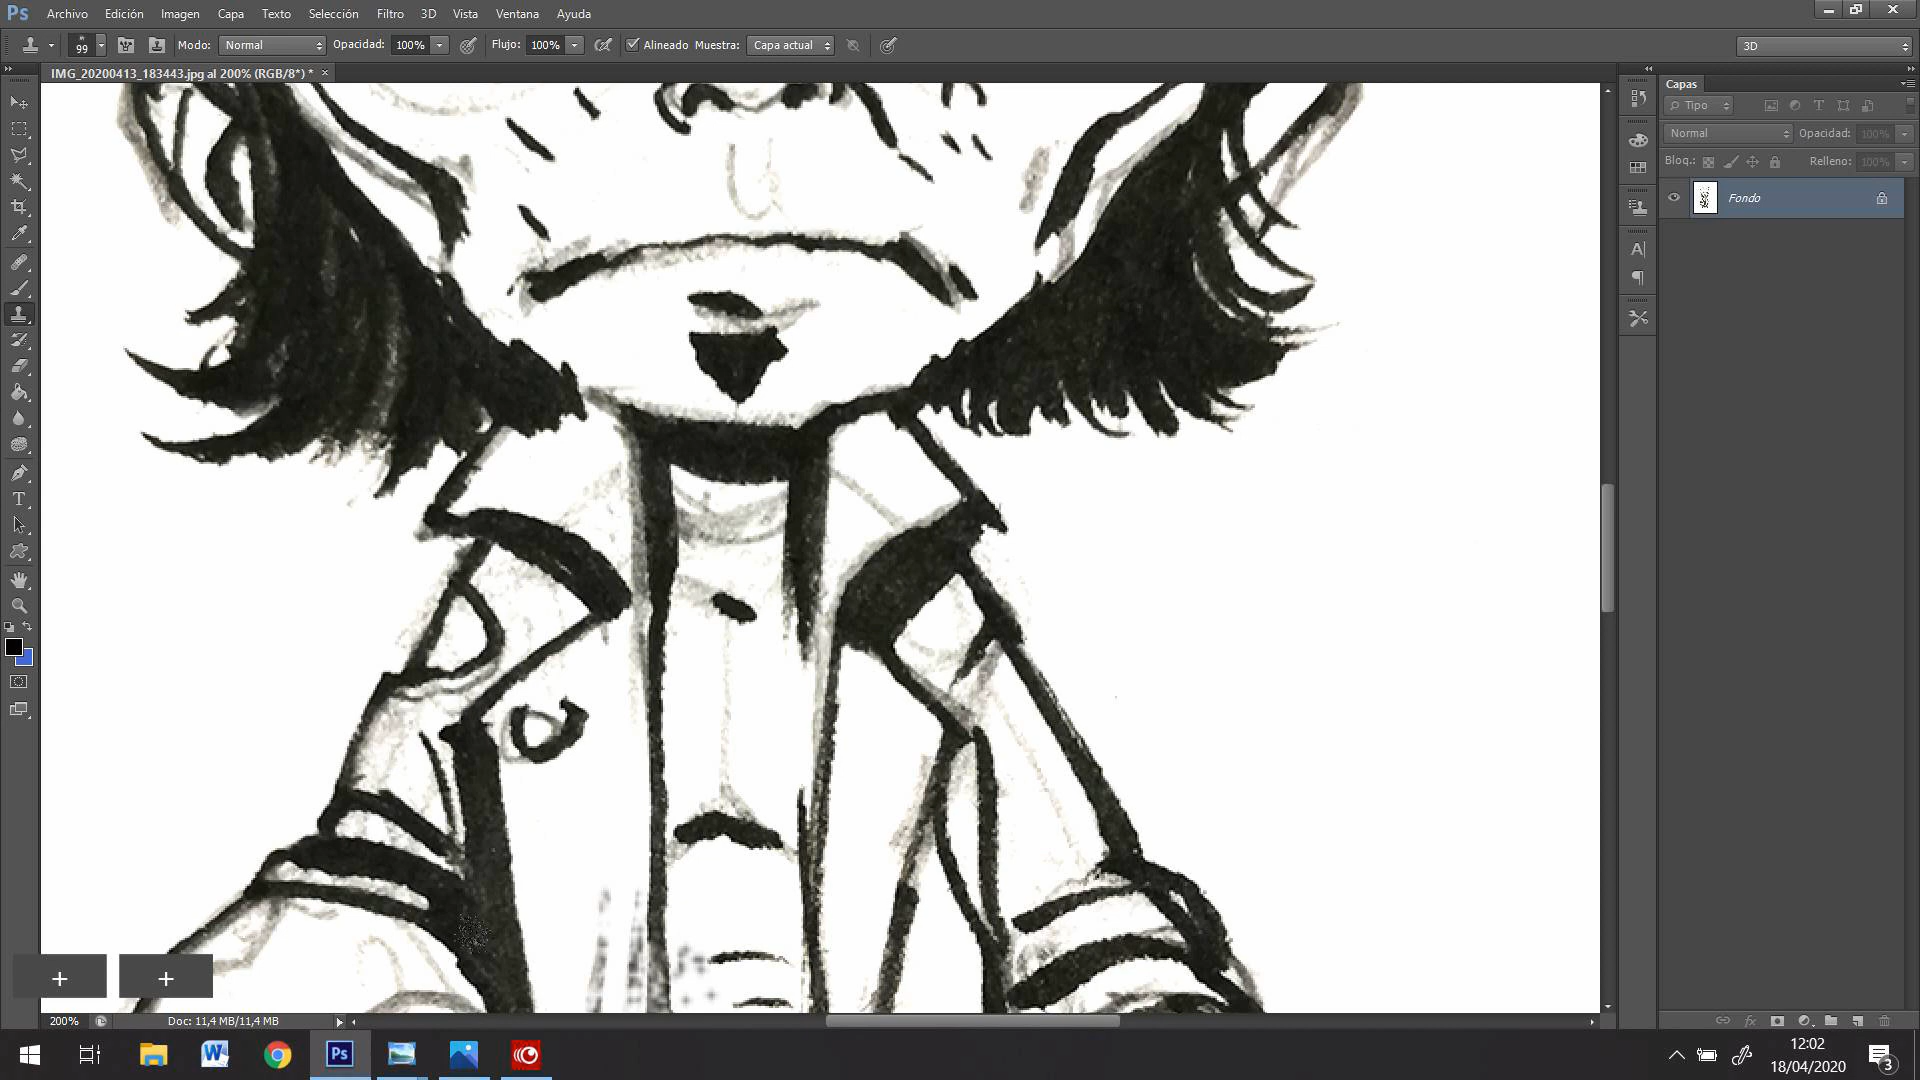 Ps Archivo Edición Imagen Capa Texto Selección Filtro 3D Vista Ventana Ayuda
99 Modo: Normal Opacidad: 100% Flujo: 100% Alineado Muestra: Capa actual 3D
IMG_20200413_183443.jpg al 200% (RGB/8*) * ×
Capas
Tipo
Normal Opacidad: 100%
Bloq.: Relleno: 100%
Fondo
+ +
200% Doc: 11,4 MB/11,4 MB
12:02
18/04/2020
3